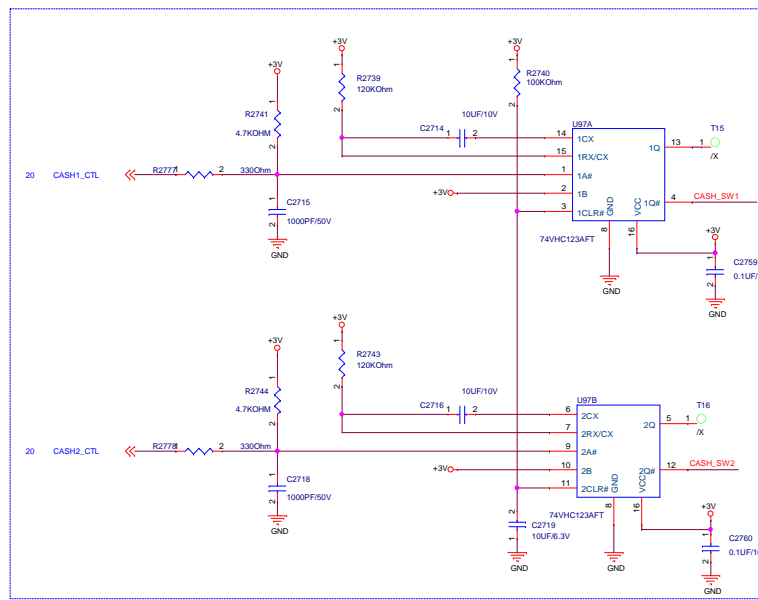 +3V
R2739
120KOhm
1
2
+3V
R2740
100KOhm
1
2
+3V
R2741
4.7KOHM
1
2
C2714
10UF/10V
1
2
20
CASH1_CTL
R2777
1
2
330Ohm
C2715
1000PF/50V
1
2
GND
+3V
U97A
14
1CX
15
1RX/CX
1
1A#
2
1B
3
1CLR#
GND
8
VCC
16
1Q
13
1Q#
4
74VHC123AFT
GND
T15
1
/X
CASH_SW1
+3V
C2759
0.1UF/
1
2
GND
+3V
R2743
120KOhm
1
2
+3V
R2744
4.7KOHM
1
2
C2716
10UF/10V
1
2
20
CASH2_CTL
R2778
1
2
330Ohm
C2718
1000PF/50V
1
2
GND
+3V
U97B
6
2CX
7
2RX/CX
9
2A#
10
2B
11
2CLR#
GND
8
VCC
16
2Q
5
2Q#
12
74VHC123AFT
GND
T16
1
/X
CASH_SW2
2
C2719
10UF/6.3V
1
GND
+3V
C2760
0.1UF/1
1
2
GND